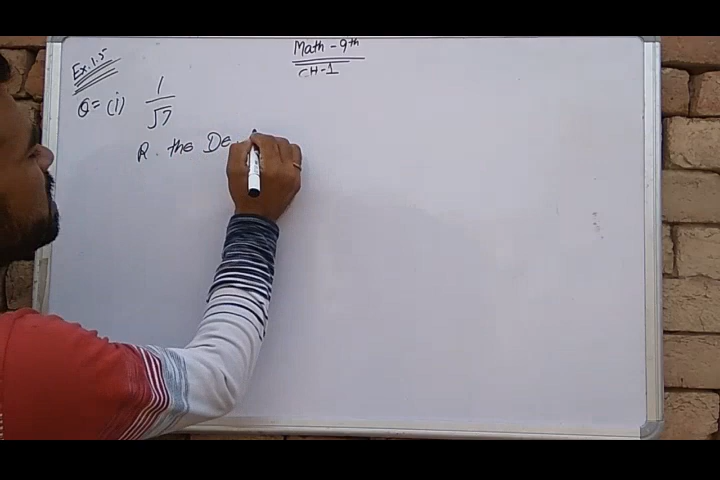 Math - 9th
CH-1
Ex. 1.5
Q= (i) 1/√7
R. the De